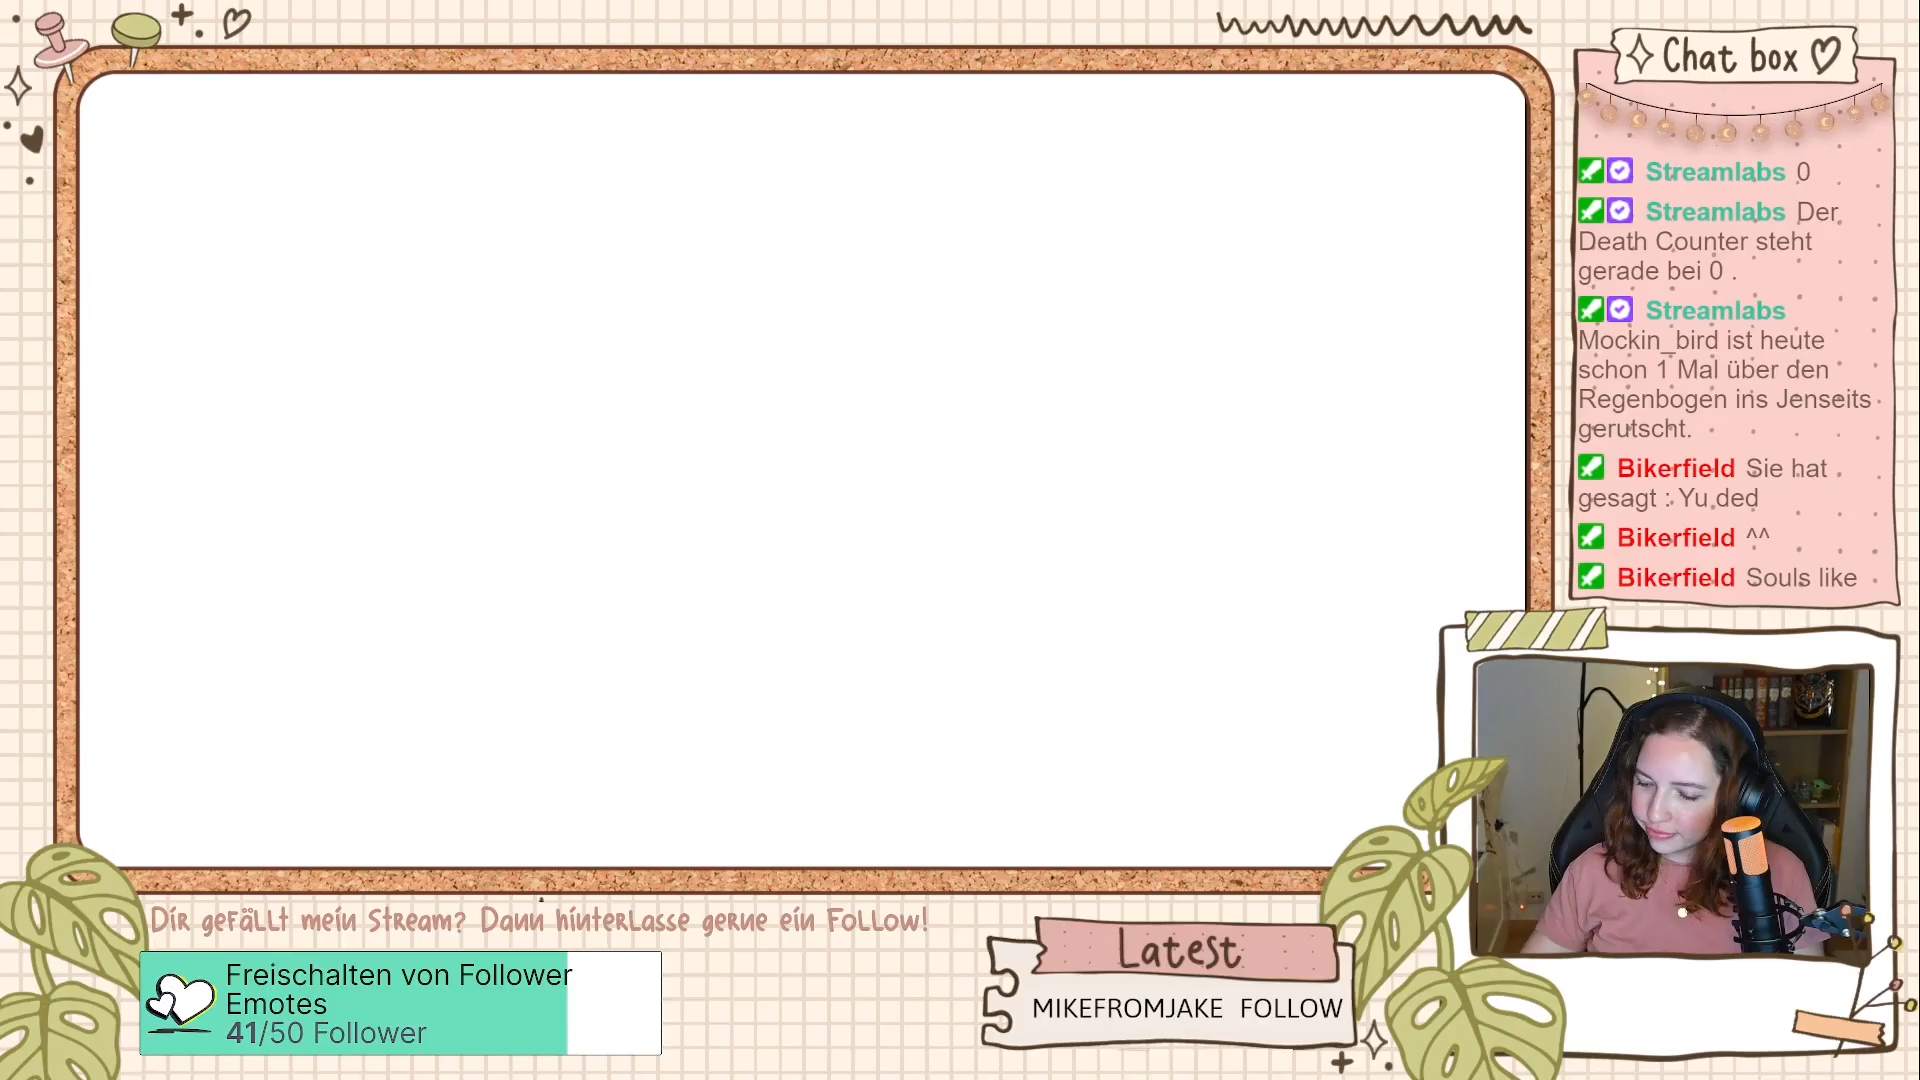 Chat box
Streamlabs 0
Streamlabs Der
Death Counter steht
gerade bei 0 .
Streamlabs
Mockin_bird ist heute
schon 1 Mal über den
Regenbogen ins Jenseits
gerutscht.
Bikerfield Sie hat
gesagt : Yu ded
Bikerfield ^^
Bikerfield Souls like
Dir gefällt mein Stream? Dann hinterlasse gerne ein Follow!
Freischalten von Follower
Emotes
41/50 Follower
Latest
MIKEFROMJAKE FOLLOW